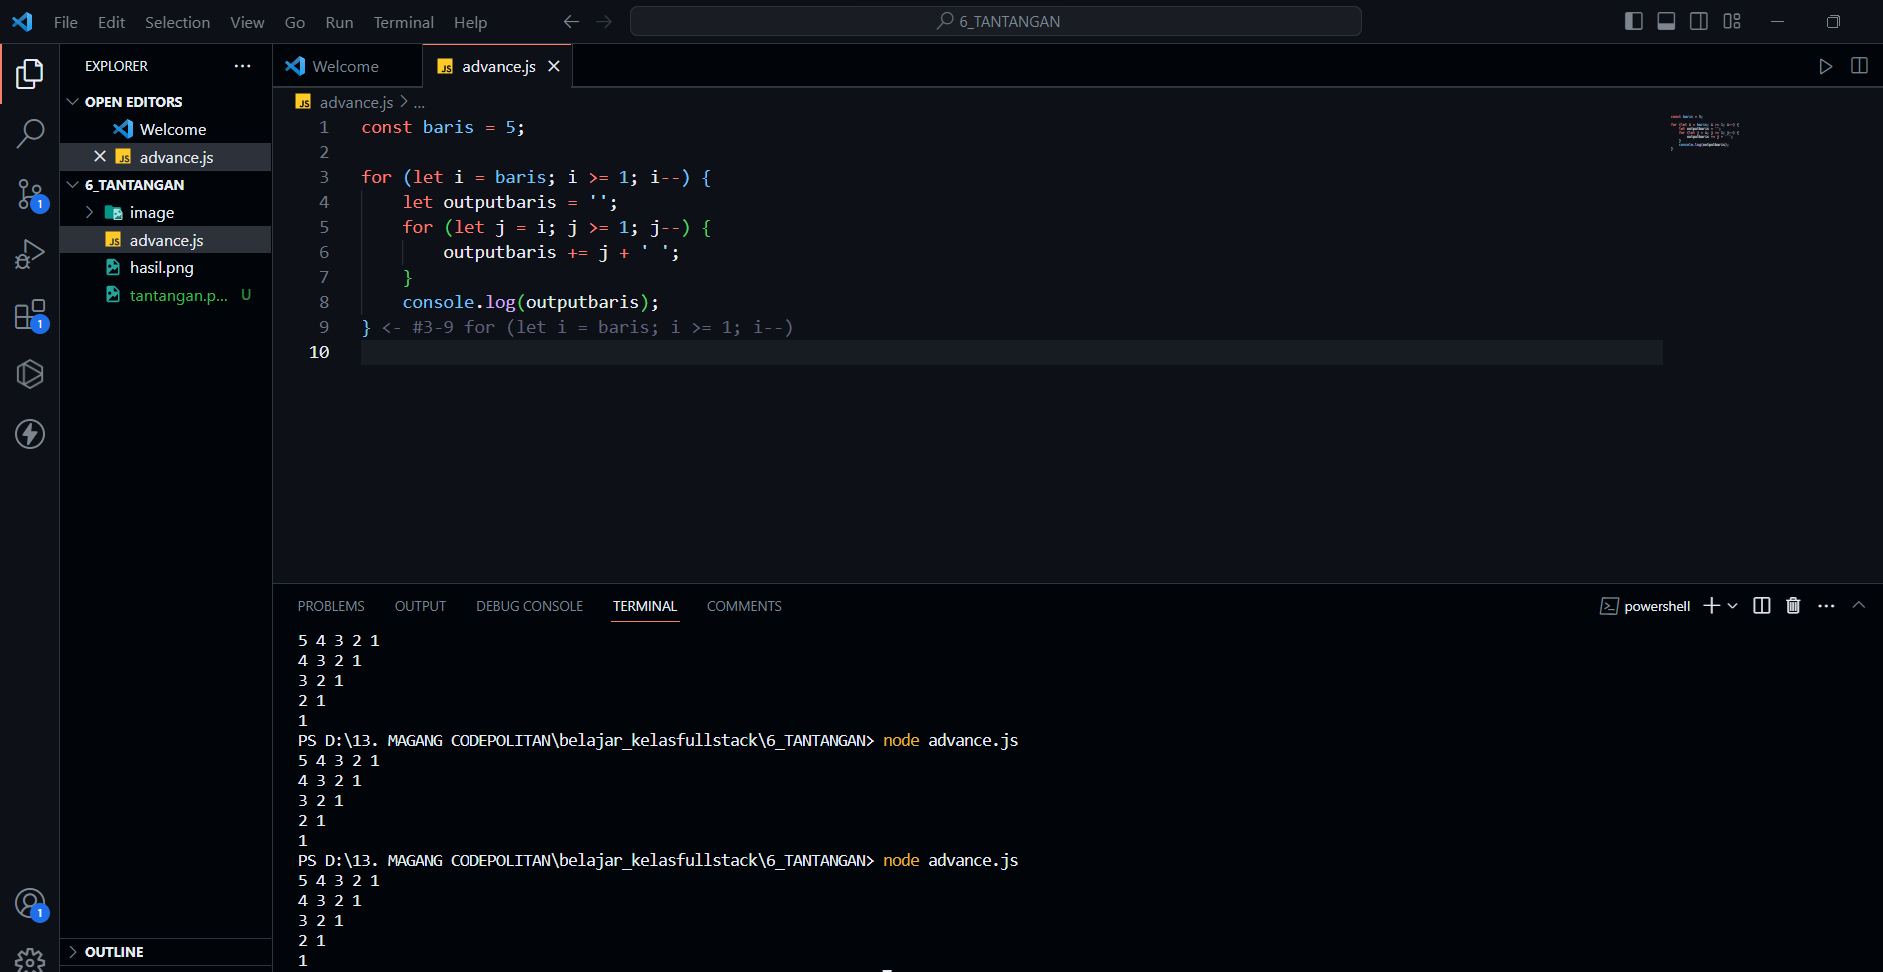 File Edit Selection View Go Run Terminal Help
6_TANTANGAN
EXPLORER
OPEN EDITORS
Welcome
advance.js
6_TANTANGAN
image
advance.js
hasil.png
tantangan.p... U
OUTLINE
1
1
1
Welcome
advance.js
advance.js > ...
1 const baris = 5;
2
3 for (let i = baris; i >= 1; i--) {
4 let outputbaris = '';
5 for (let j = i; j >= 1; j--) {
6 outputbaris += j + ' ';
7 }
8 console.log(outputbaris);
9 } <- #3-9 for (let i = baris; i >= 1; i--)
10
PROBLEMS OUTPUT DEBUG CONSOLE TERMINAL COMMENTS
powershell
5 4 3 2 1
4 3 2 1
3 2 1
2 1
1
PS D:\13. MAGANG CODEPOLITAN\belajar_kelasfullstack\6_TANTANGAN> node advance.js
5 4 3 2 1
4 3 2 1
3 2 1
2 1
1
PS D:\13. MAGANG CODEPOLITAN\belajar_kelasfullstack\6_TANTANGAN> node advance.js
5 4 3 2 1
4 3 2 1
3 2 1
2 1
1